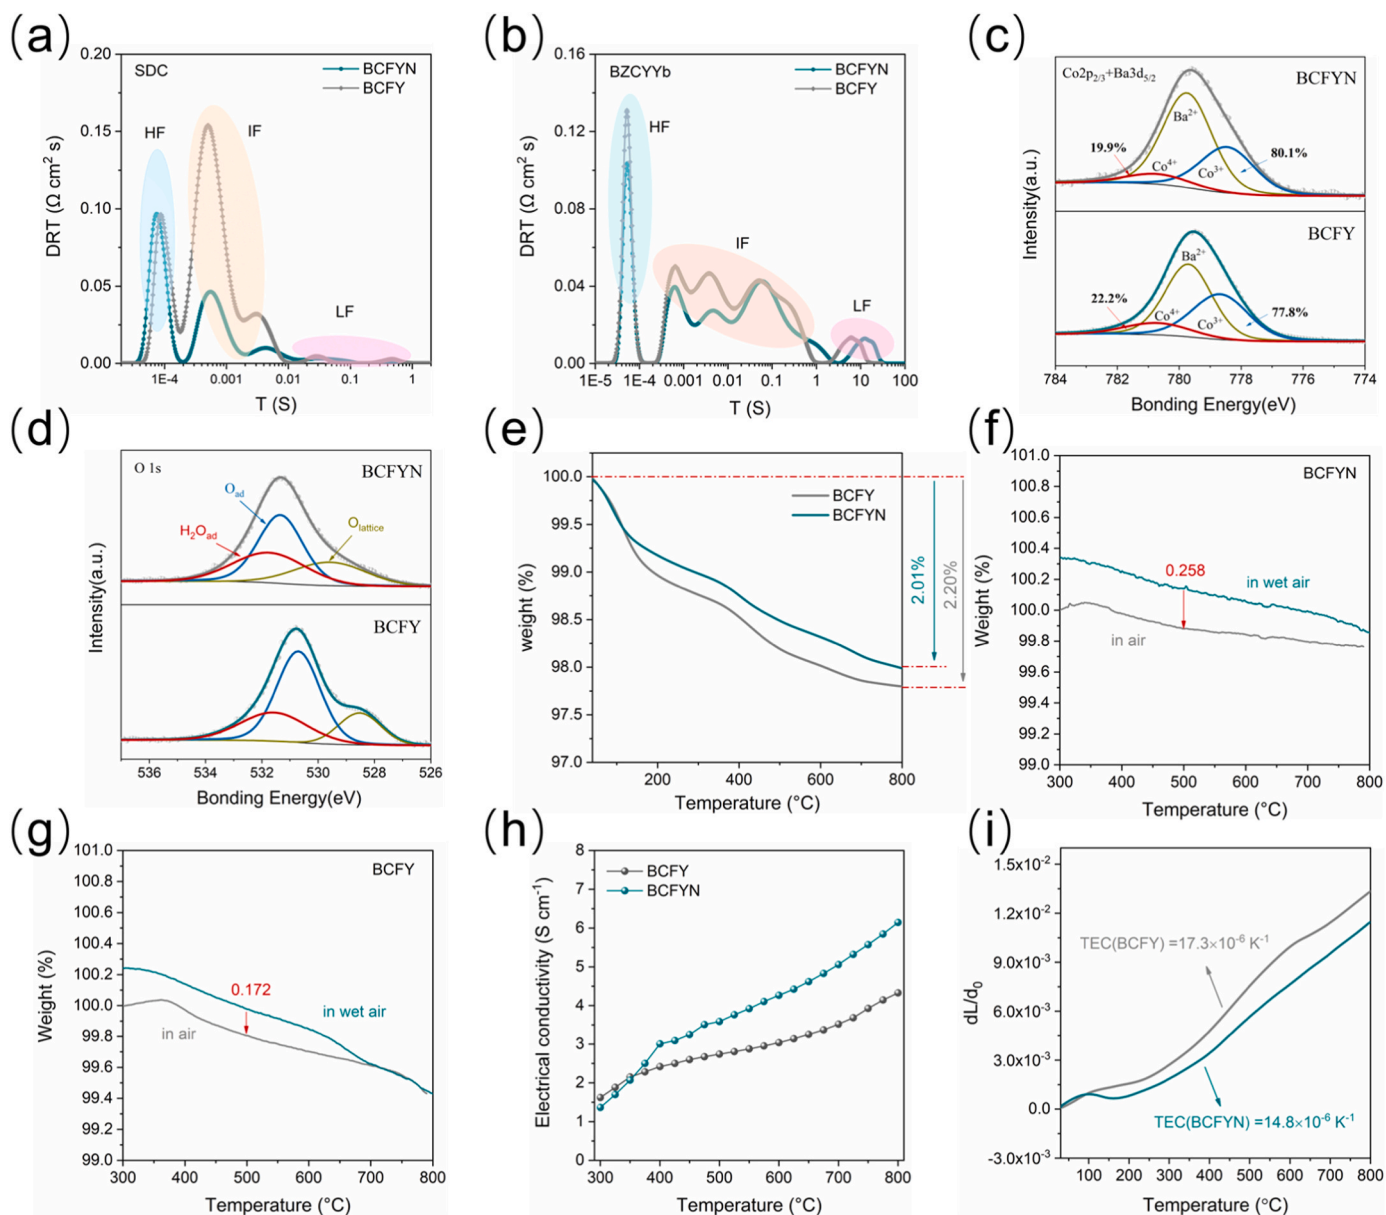 (a)
0.20
0.15
0.10
0.05
0.00
DRT (Ω cm² s)
SDC
BCFYN
BCFY
HF
IF
LF
1E-4
0.001
0.01
0.1
1
T (S)
(b)
0.16
0.12
0.08
0.04
0.00
DRT (Ω cm² s)
BZCYYb
BCFYN
BCFY
HF
IF
LF
1E-5
1E-4
0.001
0.01
0.1
1
10
100
T (S)
(c)
Co2p2/3+Ba3d5/2
BCFYN
Ba²⁺
19.9%
Co⁴⁺
Co³⁺
80.1%
BCFY
Ba²⁺
22.2%
Co⁴⁺
Co³⁺
77.8%
Intensity(a.u.)
784
782
780
778
776
774
Bonding Energy(eV)
(d)
O 1s
BCFYN
Oad
H2Oad
Olattice
BCFY
Intensity(a.u.)
536
534
532
530
528
526
Bonding Energy(eV)
(e)
100.0
99.5
99.0
98.5
98.0
97.5
97.0
weight (%)
BCFY
BCFYN
2.01%
2.20%
200
400
600
800
Temperature (°C)
(f)
101.0
100.8
100.6
100.4
100.2
100.0
99.8
99.6
99.4
99.2
99.0
Weight (%)
BCFYN
0.258
in wet air
in air
300
400
500
600
700
800
Temperature (°C)
(g)
101.0
100.8
100.6
100.4
100.2
100.0
99.8
99.6
99.4
99.2
99.0
Weight (%)
BCFY
0.172
in wet air
in air
300
400
500
600
700
800
Temperature (°C)
(h)
8
7
6
5
4
3
2
1
0
Electrical conductivity (S cm⁻¹)
BCFY
BCFYN
300
400
500
600
700
800
Temperature (°C)
(i)
1.5x10⁻²
1.2x10⁻²
9.0x10⁻³
6.0x10⁻³
3.0x10⁻³
0.0
-3.0x10⁻³
dL/d0
TEC(BCFY) =17.3×10⁻⁶ K⁻¹
TEC(BCFYN) =14.8×10⁻⁶ K⁻¹
100
200
300
400
500
600
700
800
Temperature (°C)